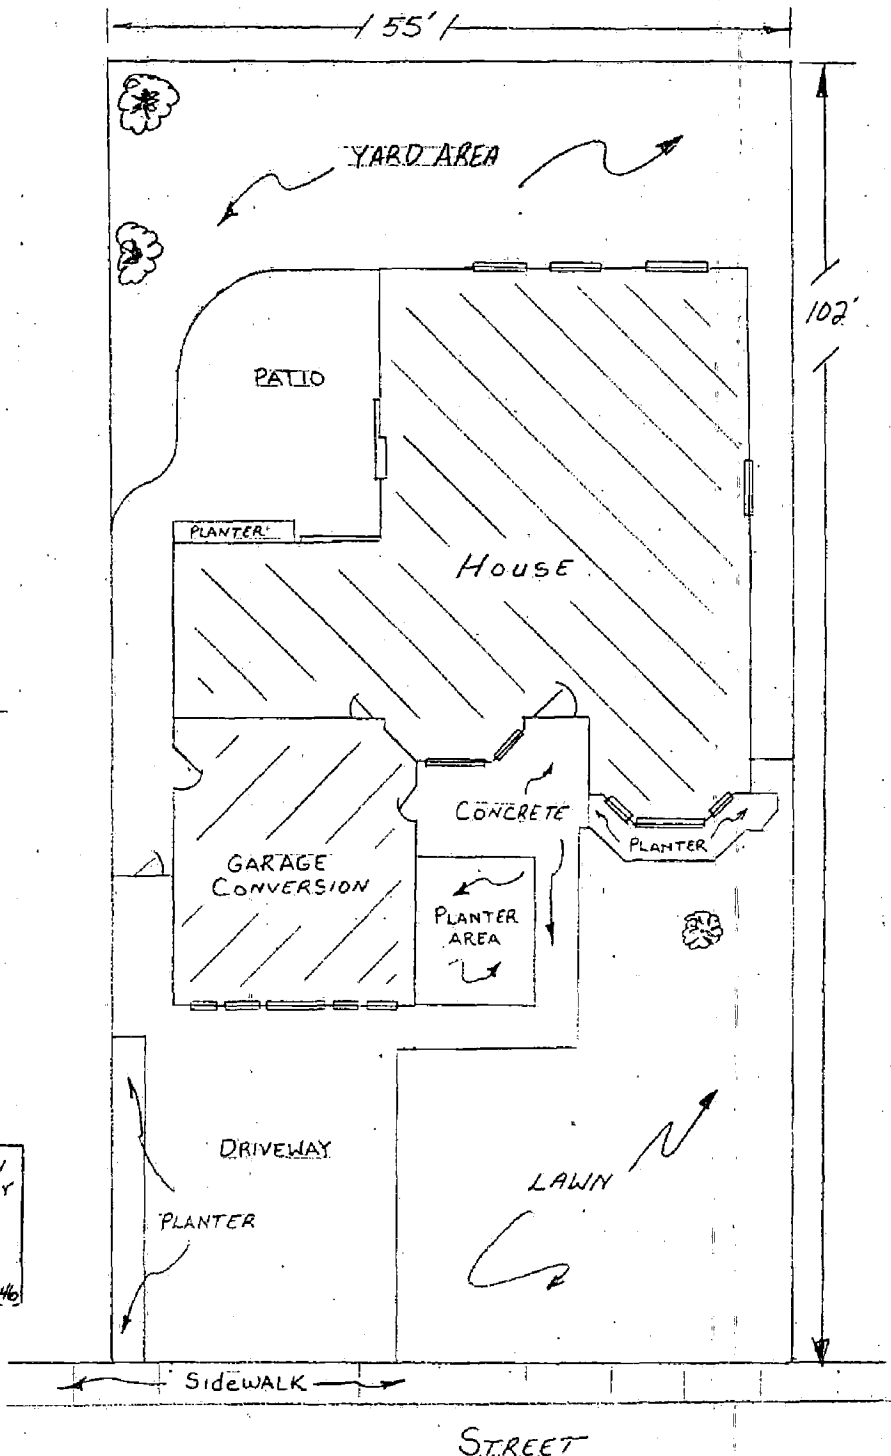 55'
YARD AREA
102'
PATIO
PLANTER
HOUSE
CONCRETE
PLANTER
GARAGE
CONVERSION
PLANTER
AREA
DRIVEWAY
LAWN
PLANTER
SIDEWALK
STREET